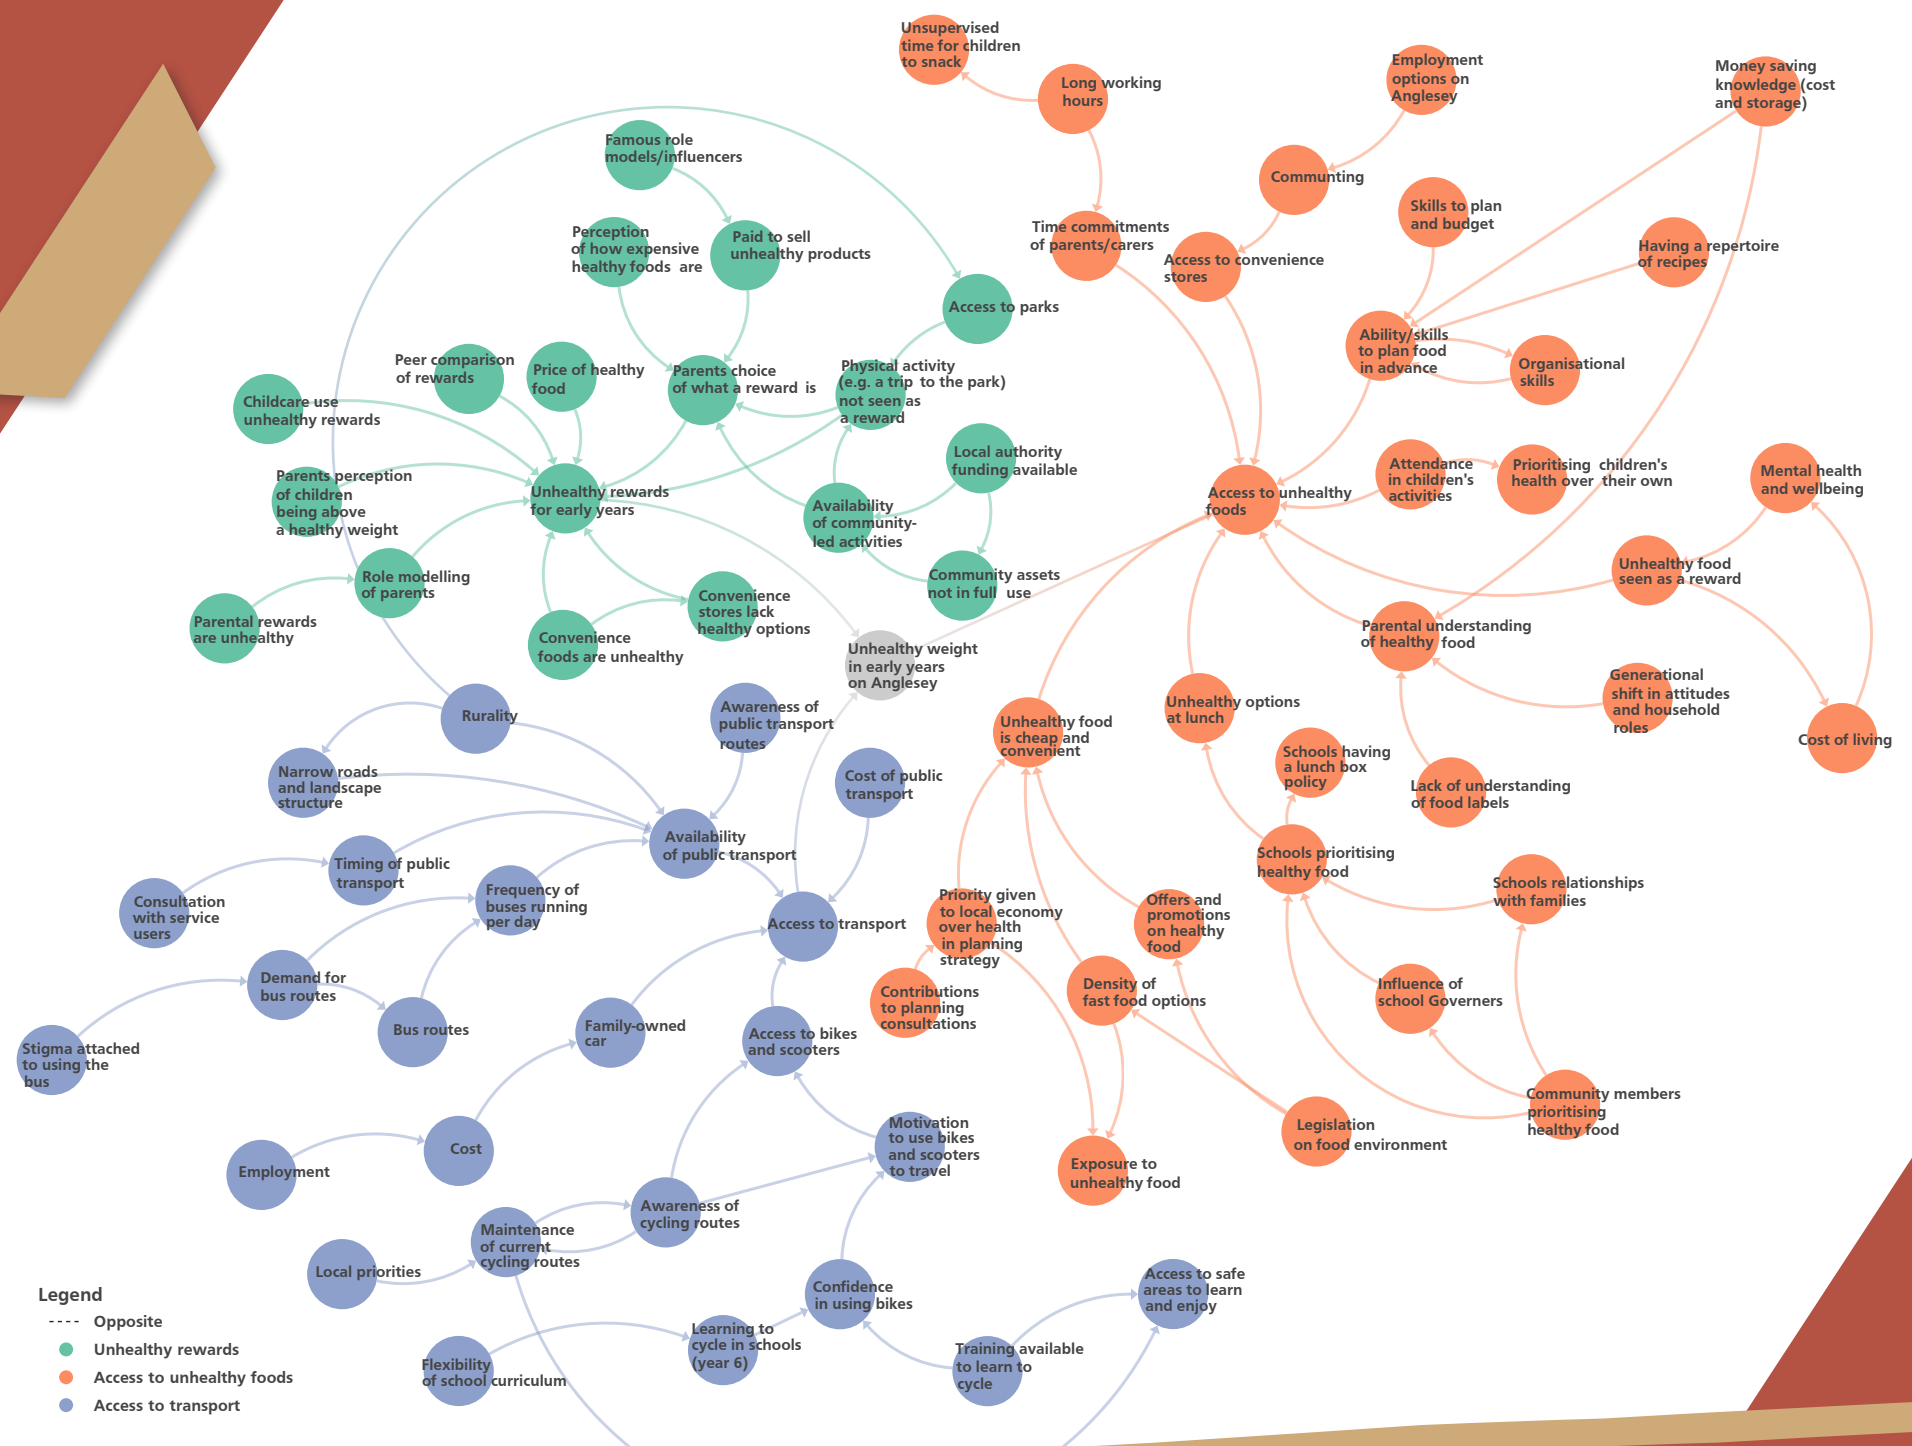 Unsupervised
time for children
to snack
Long working
hours
Employment
options on
Anglesey
Money saving
knowledge (cost
and storage)
Famous role
models/influencers
Communting
Skills to plan
and budget
Perception
of how expensive
healthy foods are
Paid to sell
unhealthy products
Time commitments
of parents/carers
Access to convenience
stores
Having a repertoire
of recipes
Access to parks
Peer comparison
of rewards
Price of healthy
food
Parents choice
of what a reward is
Physical activity
(e.g. a trip to the park)
not seen as
a reward
Ability/skills
to plan food
in advance
Organisational
skills
Childcare use
unhealthy rewards
Local authority
funding available
Attendance
in children's
activities
Prioritising children's
health over their own
Mental health
and wellbeing
Parents perception
of children
being above
a healthy weight
Unhealthy rewards
for early years
Availability
of community-
led activities
Access to unhealthy
foods
Role modelling
of parents
Community assets
not in full use
Unhealthy food
seen as a reward
Parental rewards
are unhealthy
Convenience
stores lack
healthy options
Convenience
foods are unhealthy
Unhealthy weight
in early years
on Anglesey
Parental understanding
of healthy food
Generational
shift in attitudes
and household
roles
Rurality
Awareness of
public transport
routes
Unhealthy food
is cheap and
convenient
Unhealthy options
at lunch
Cost of living
Narrow roads
and landscape
structure
Cost of public
transport
Schools having
a lunch box
policy
Lack of understanding
of food labels
Availability
of public transport
Timing of public
transport
Schools prioritising
healthy food
Schools relationships
with families
Consultation
with service
users
Frequency of
buses running
per day
Access to transport
Priority given
to local economy
over health
in planning
strategy
Offers and
promotions
on healthy
food
Demand for
bus routes
Contributions
to planning
consultations
Density of
fast food options
Influence of
school Governers
Bus routes
Family-owned
car
Access to bikes
and scooters
Stigma attached
to using the
bus
Community members
prioritising
healthy food
Legislation
on food environment
Cost
Motivation
to use bikes
and scooters
to travel
Employment
Exposure to
unhealthy food
Awareness of
cycling routes
Maintenance
of current
cycling routes
Local priorities
Confidence
in using bikes
Access to safe
areas to learn
and enjoy
Learning to
cycle in schools
(year 6)
Flexibility
of school curriculum
Training available
to learn to
cycle
Legend
Opposite
Unhealthy rewards
Access to unhealthy foods
Access to transport